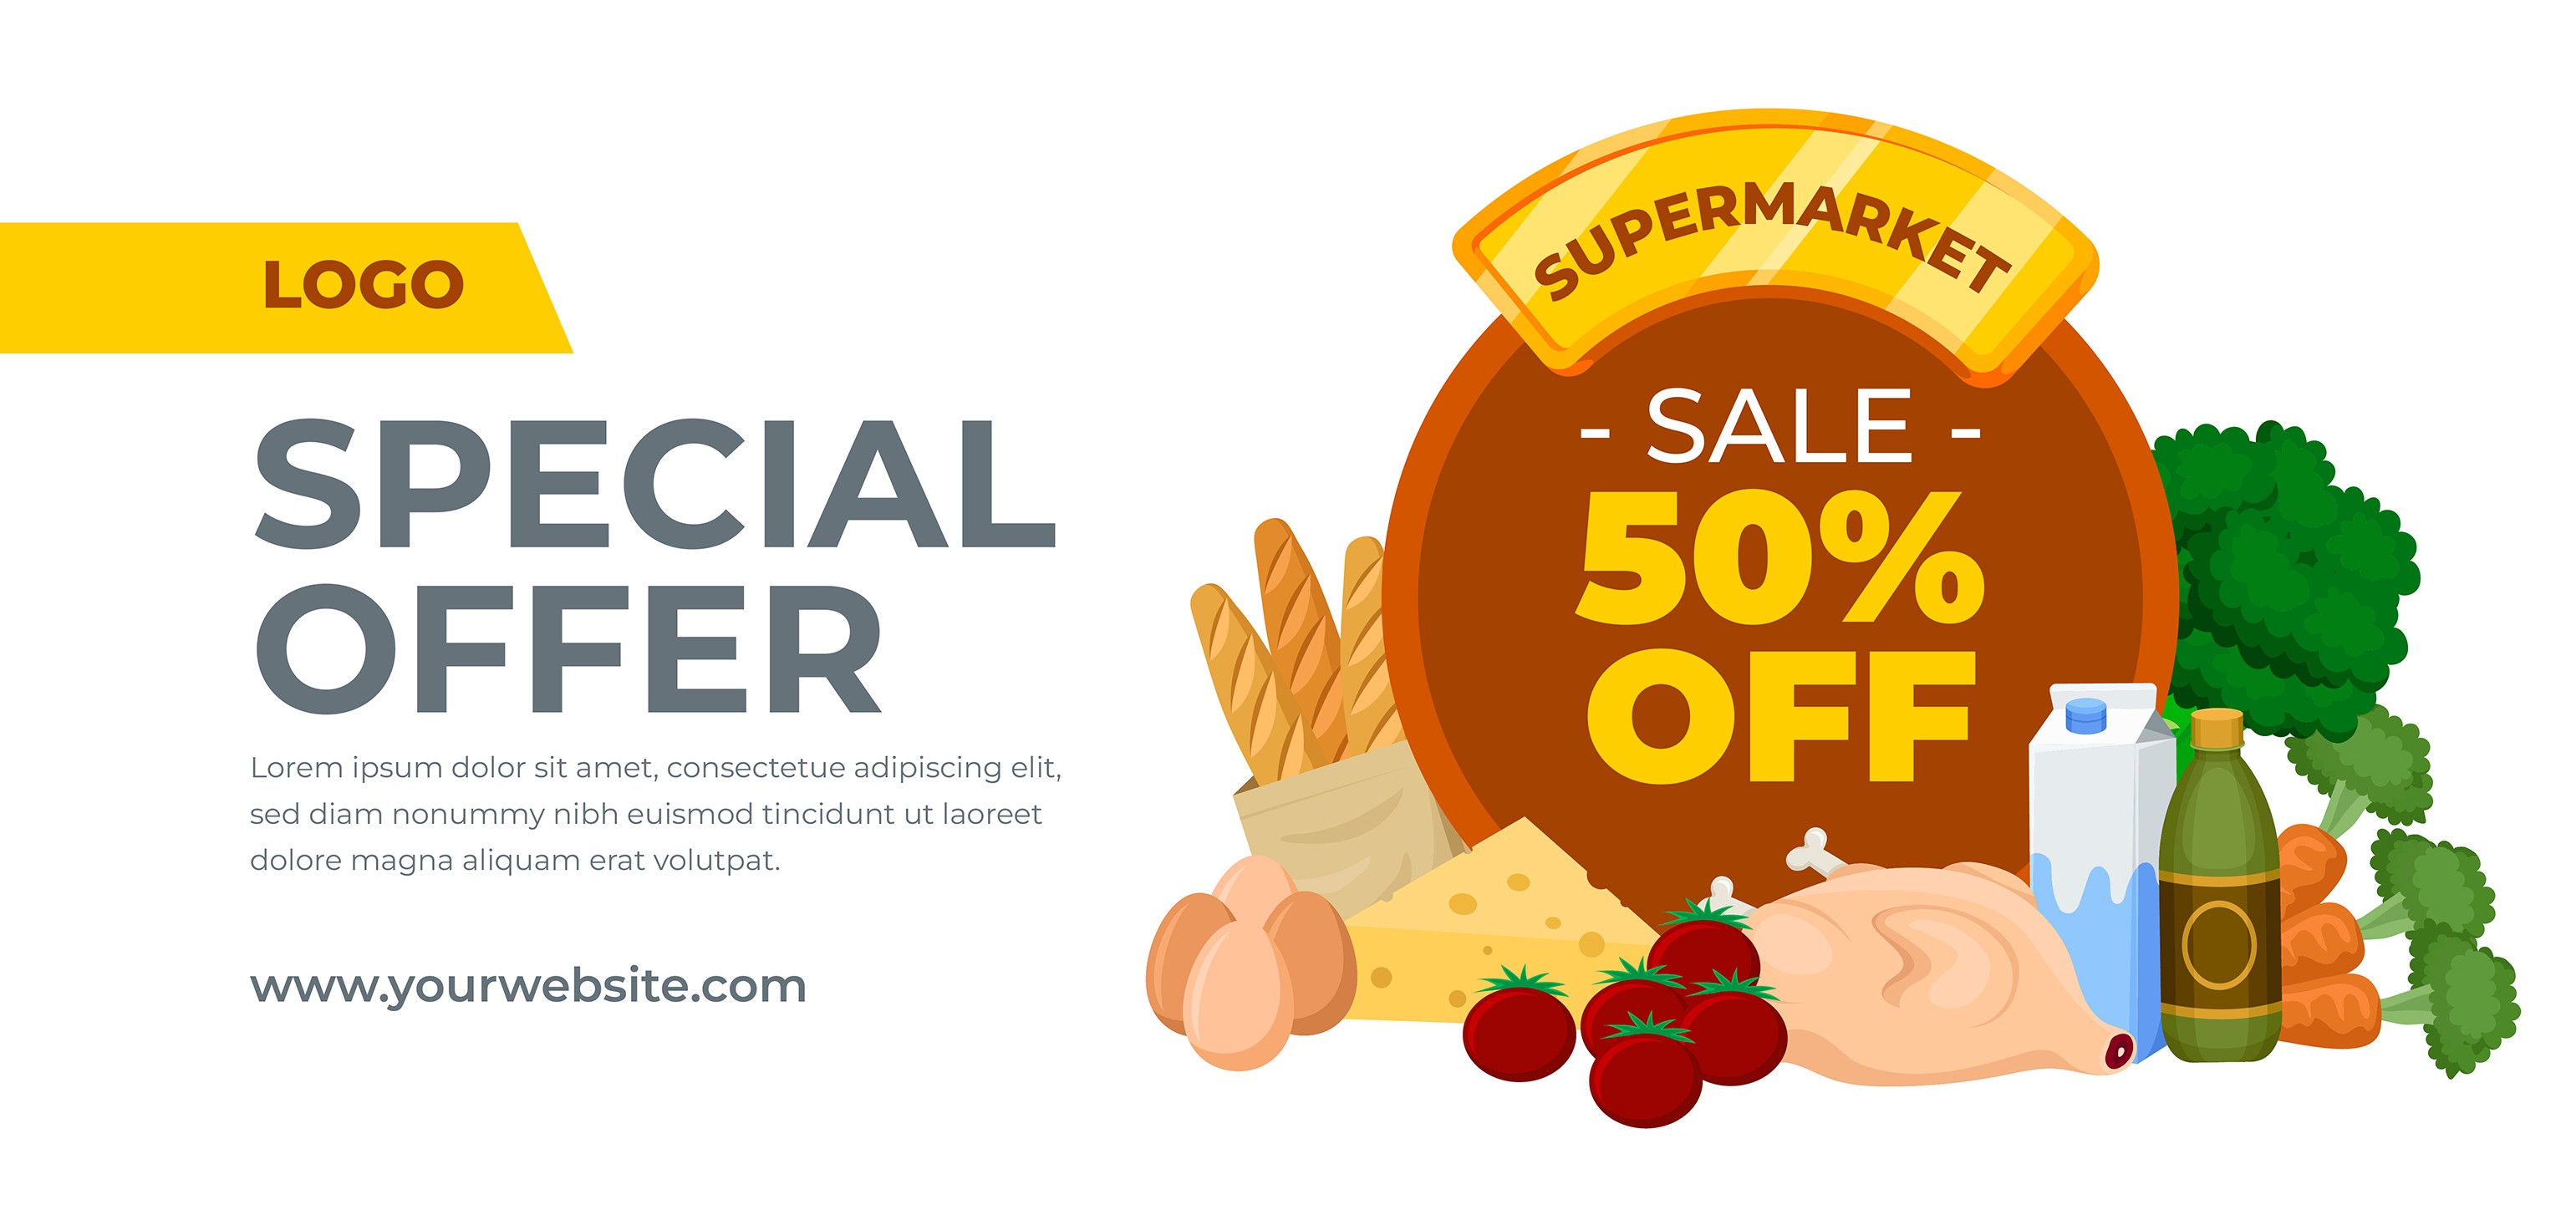 LOGO
SPECIAL
OFFER
Lorem ipsum dolor sit amet, consectetue adipiscing elit,
sed diam nonummy nibh euismod tincidunt ut laoreet
dolore magna aliquam erat volutpat.
www.yourwebsite.com
SUPERMARKET
- SALE -
50%
OFF